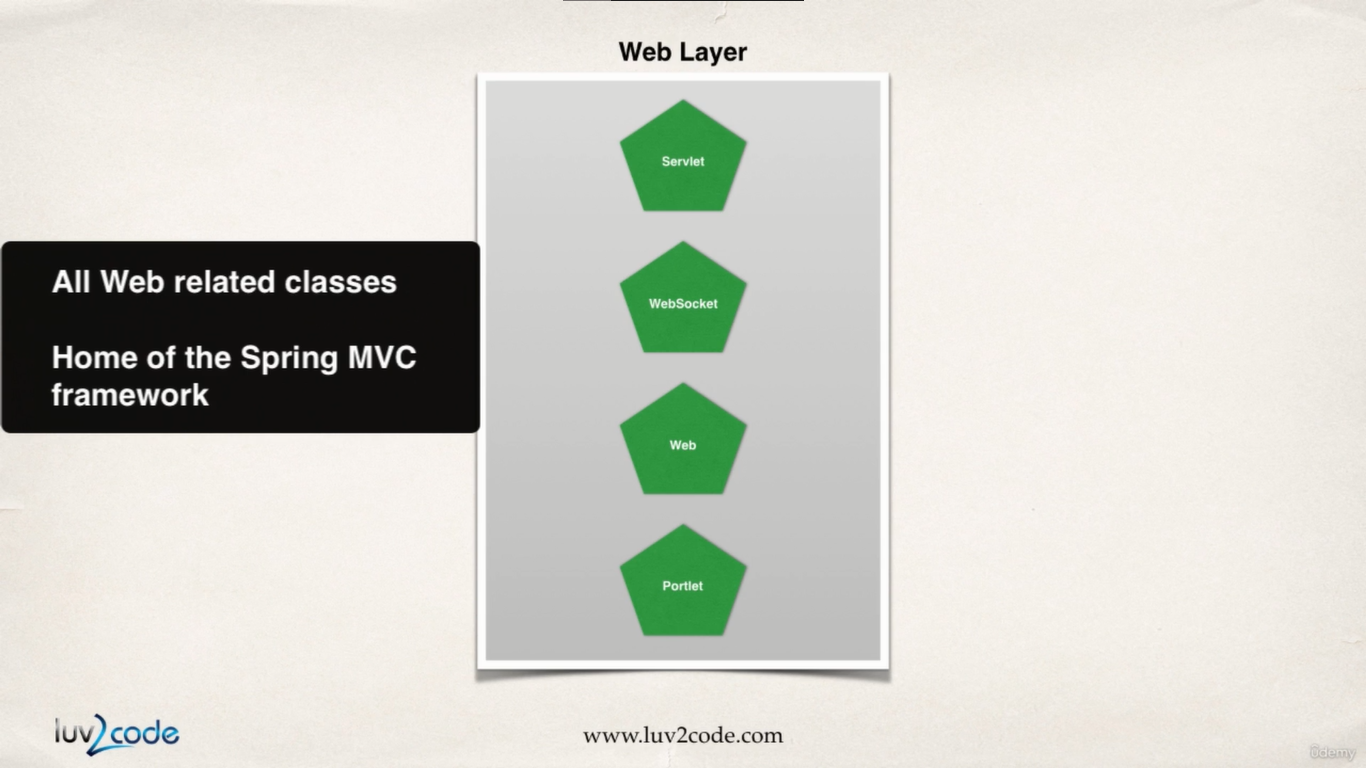 Web Layer
Servlet
All Web related classes
WebSocket
Home of the Spring MVC
framework
Web
Portlet
luv2code
www.luv2code.com
ûdemy